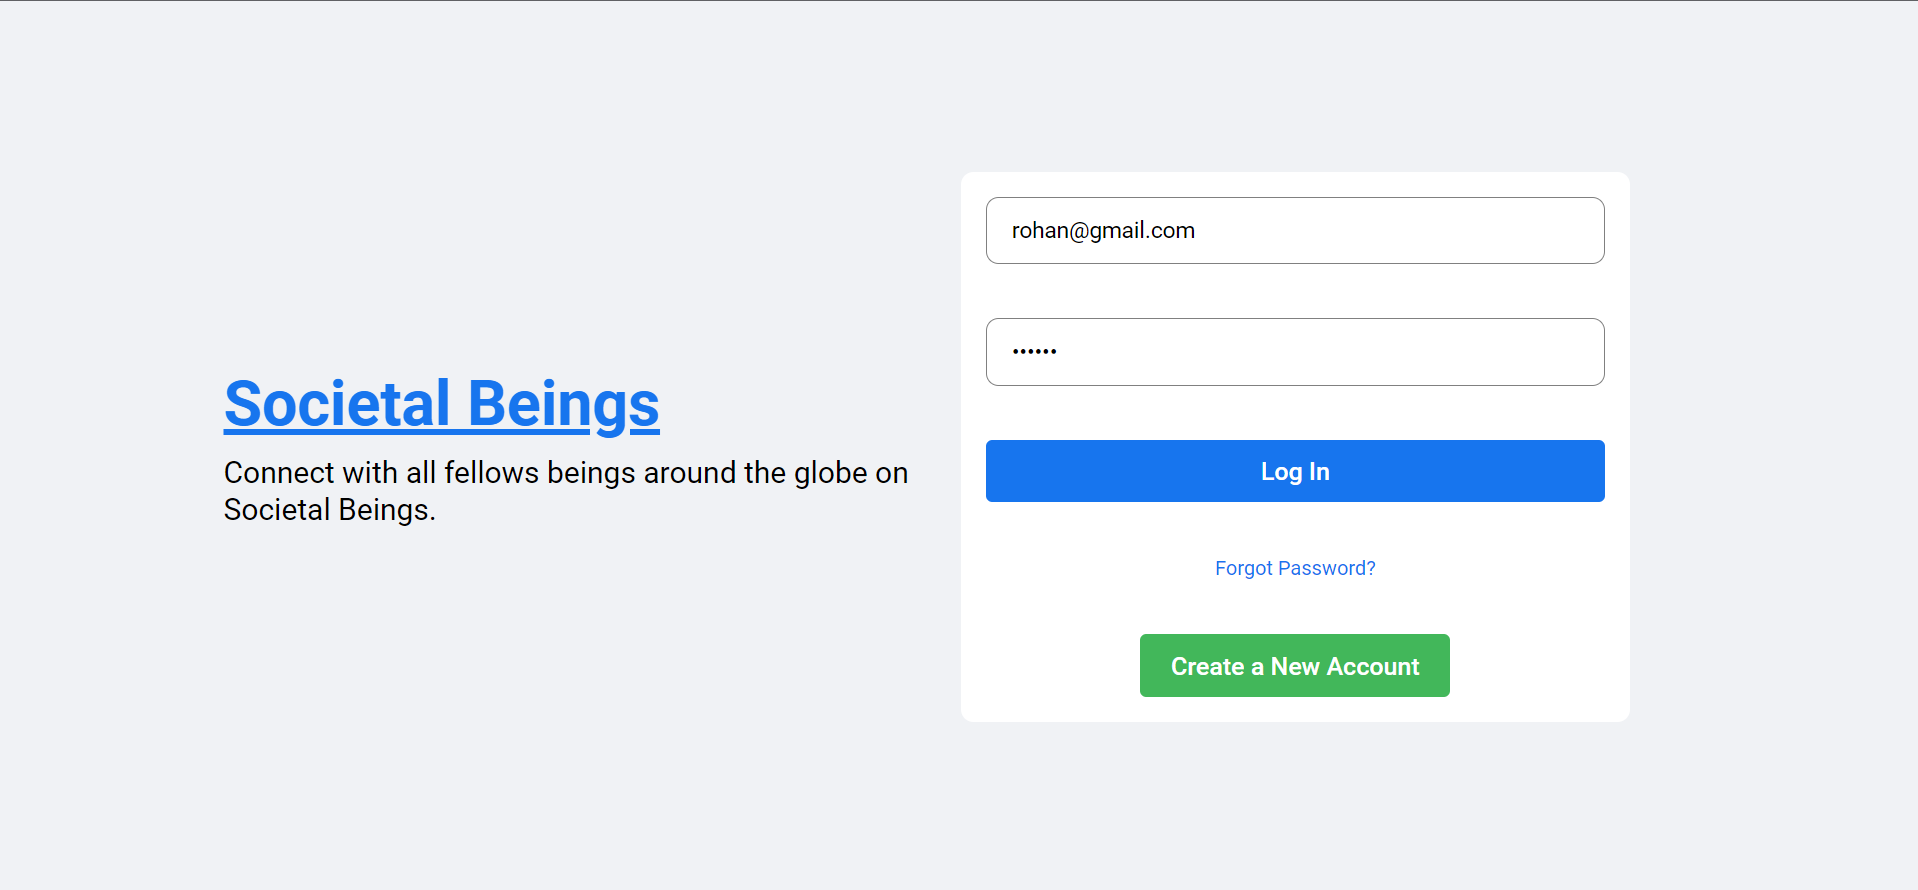 Societal Beings
Connect with all fellows beings around the globe on
Societal Beings.
rohan@gmail.com
••••••
Log In
Forgot Password?
Create a New Account